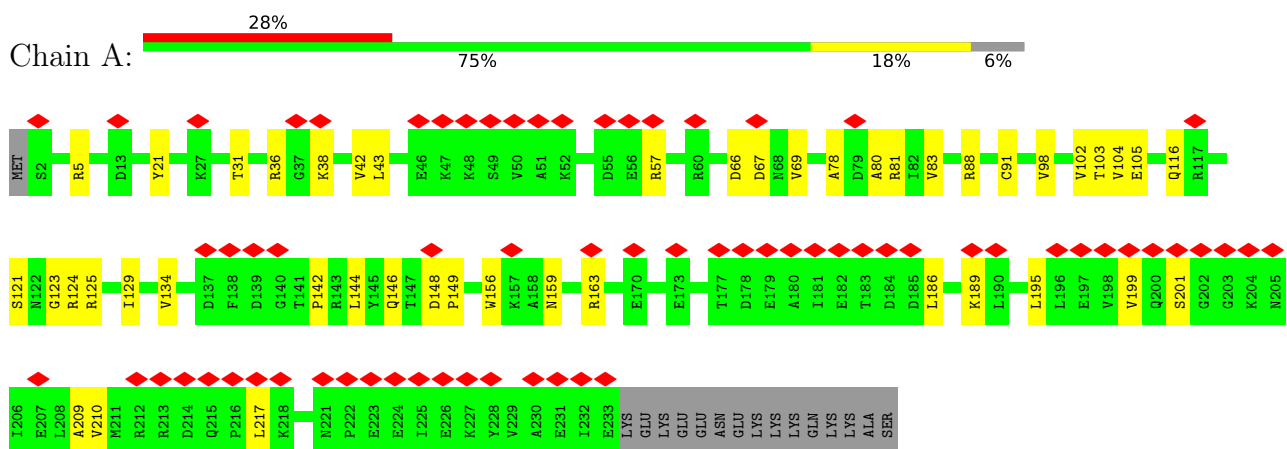 28%
Chain A:
75% 18% 6%
MET S2 R5 D13 Y21 K27 T31 R36 G37 K38 V42 L43 E46 K47 K48 S49 V50 A51 K52 D55 E56 R57 R60 D66 D67 N68 V69 A78 D79 A80 R81 I82 V83 R88 C91 V98 V102 T103 V104 E105 Q116 R117
S121 N122 G123 R124 R125 I129 V134 D137 F138 D139 G140 T141 P142 R143 L144 Y145 Q146 T147 D148 P149 W156 K157 A158 N159 R163 E170 E173 T177 D178 E179 A180 I181 E182 T183 D184 D185 L186 K189 L190 L195 L196 E197 V198 V199 Q200 S201 G202 G203 K204 N205
I206 E207 L208 A209 V210 M211 R212 R213 D214 Q215 P216 L217 K218 N221 P222 E223 E224 I225 E226 K227 Y228 V229 A230 E231 I232 E233 LYS GLU LYS GLU GLU ASN GLU LYS LYS LYS GLN LYS LYS ALA SER